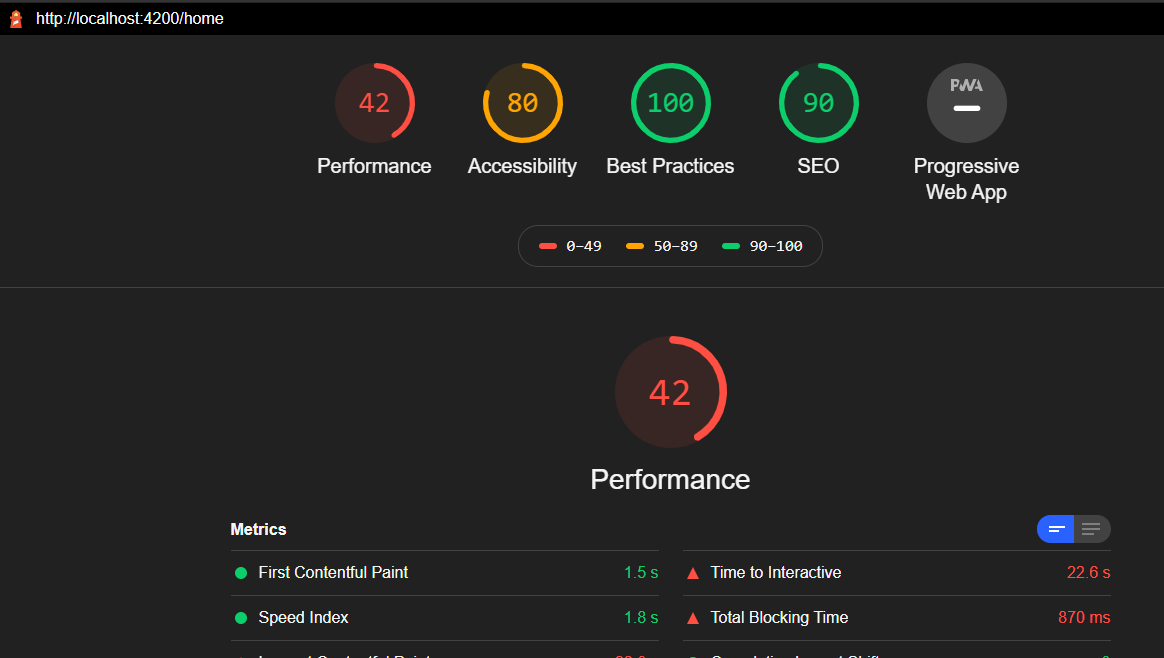 http://localhost:4200/home
42 80 100 90 PWA
Performance Accessibility Best Practices SEO Progressive
Web App
0–49 50–89 90–100
42
Performance
Metrics
First Contentful Paint 1.5 s Time to Interactive 22.6 s
Speed Index 1.8 s Total Blocking Time 870 ms